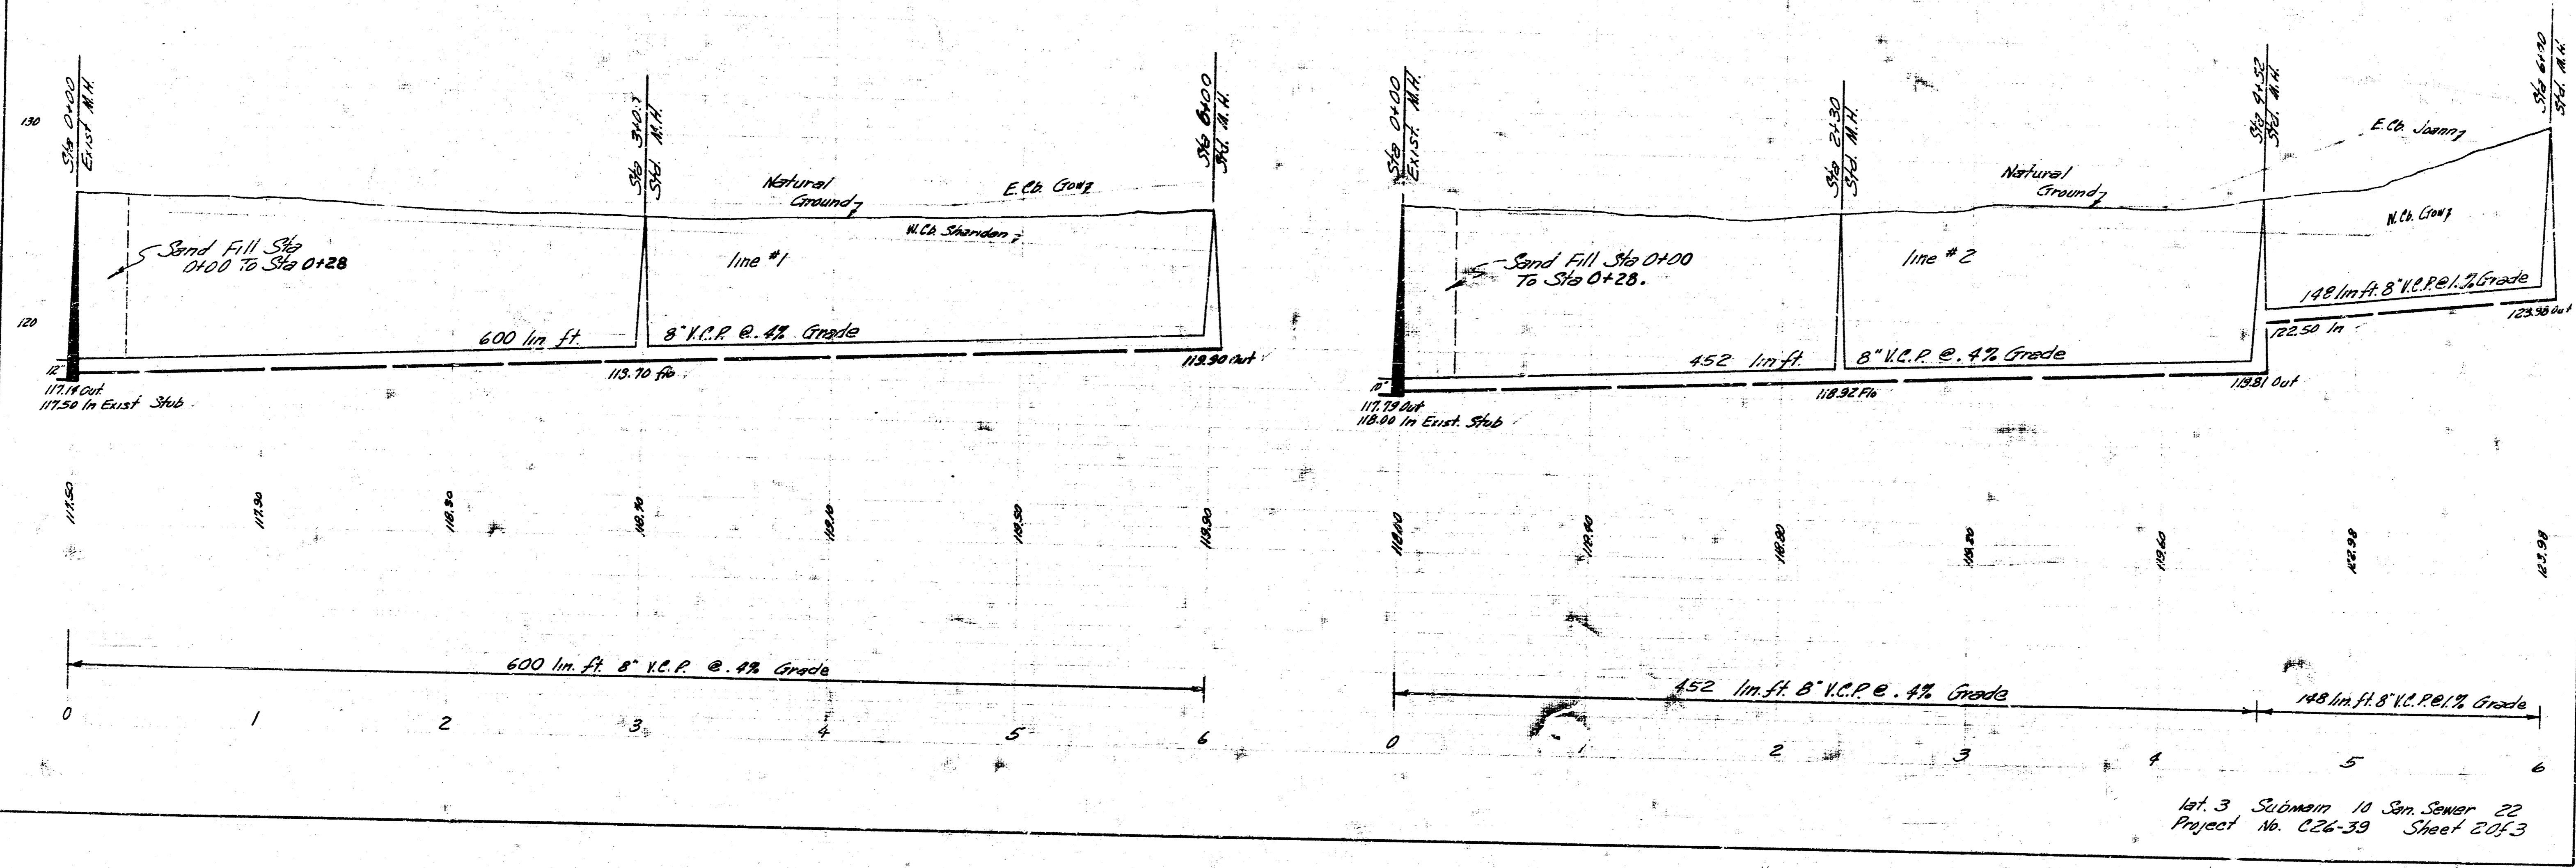 130
120
Sta 0+00
Exist M.H.
Sta
Std. M.H.
Sta 6+00
Std. M.H.
Natural
Ground
E. Cb. Gow
W. Cb. Sheridan
Sand Fill Sta
0+00 To Sta 0+28
line #1
600 lin ft.
8" V.C.P. @ .4% Grade
12"
117.14 Out
117.50 In Exist Stub
118.70 flo
119.90 Out
117.50
117.90
118.30
118.70
119.10
119.50
119.90
600 lin. ft. 8" V.C.P. @ .4% Grade
0
1
2
3
4
5
6
Sta 0+00
Exist. M.H.
Sta 2+30
Std. M.H.
Sta 4+52
Std. M.H.
Sta 6+00
Std. M.H.
E. Cb. Joann
Natural
Ground
W. Cb. Gow
Sand Fill Sta 0+00
To Sta 0+28.
line #2
452 lin ft.
8" V.C.P. @ .4% Grade
148 lin ft. 8" V.C.P. @ 1.% Grade
10"
117.79 Out
118.00 In Exist. Stub
118.92 Flo
119.81 Out
122.50 In
123.98 Out
118.00
118.40
118.80
119.20
119.60
122.98
123.98
452 lin. ft. 8" V.C.P. @ .4% Grade
148 lin. ft. 8" V.C.P. @ 1.% Grade
0
1
2
3
4
5
6
lat. 3 Submain 10 San. Sewer 22
Project No. C26-39 Sheet 2 of 3